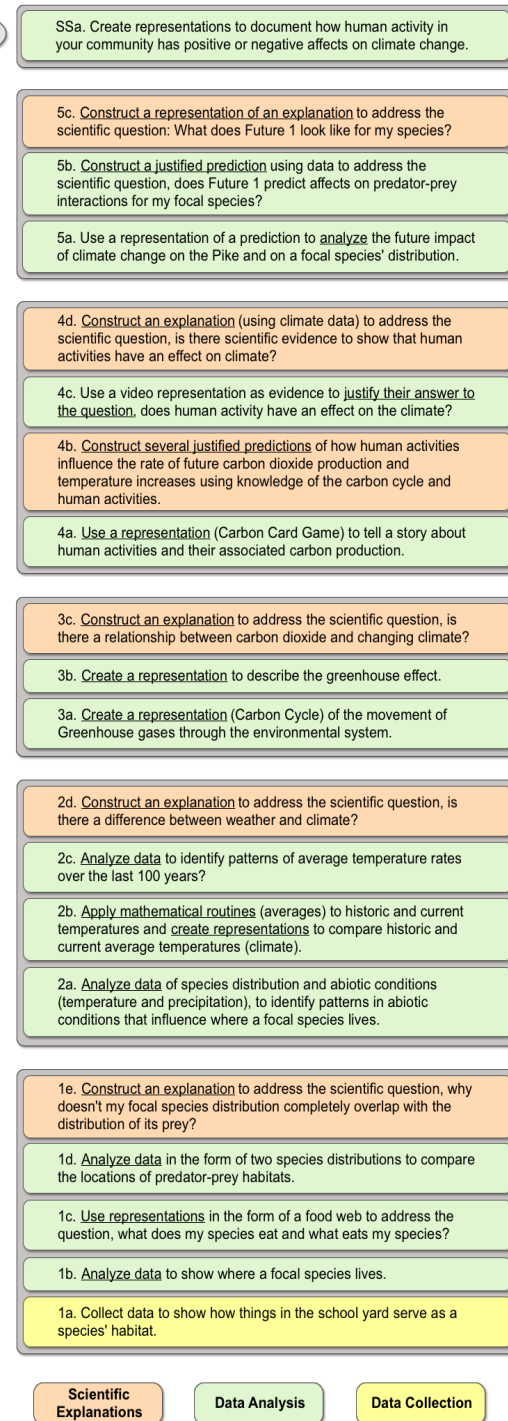 SSa. Create representations to document how human activity in
your community has positive or negative affects on climate change.
5c. Construct a representation of an explanation to address the
scientific question: What does Future 1 look like for my species?
5b. Construct a justified prediction using data to address the
scientific question, does Future 1 predict affects on predator-prey
interactions for my focal species?
5a. Use a representation of a prediction to analyze the future impact
of climate change on the Pike and on a focal species' distribution.
4d. Construct an explanation (using climate data) to address the
scientific question, is there scientific evidence to show that human
activities have an effect on climate?
4c. Use a video representation as evidence to justify their answer to
the question, does human activity have an effect on the climate?
4b. Construct several justified predictions of how human activities
influence the rate of future carbon dioxide production and
temperature increases using knowledge of the carbon cycle and
human activities.
4a. Use a representation (Carbon Card Game) to tell a story about
human activities and their associated carbon production.
3c. Construct an explanation to address the scientific question, is
there a relationship between carbon dioxide and changing climate?
3b. Create a representation to describe the greenhouse effect.
3a. Create a representation (Carbon Cycle) of the movement of
Greenhouse gases through the environmental system.
2d. Construct an explanation to address the scientific question, is
there a difference between weather and climate?
2c. Analyze data to identify patterns of average temperature rates
over the last 100 years?
2b. Apply mathematical routines (averages) to historic and current
temperatures and create representations to compare historic and
current average temperatures (climate).
2a. Analyze data of species distribution and abiotic conditions
(temperature and precipitation), to identify patterns in abiotic
conditions that influence where a focal species lives.
1e. Construct an explanation to address the scientific question, why
doesn't my focal species distribution completely overlap with the
distribution of its prey?
1d. Analyze data in the form of two species distributions to compare
the locations of predator-prey habitats.
1c. Use representations in the form of a food web to address the
question, what does my species eat and what eats my species?
1b. Analyze data to show where a focal species lives.
1a. Collect data to show how things in the school yard serve as a
species' habitat.
Scientific
Explanations
Data Analysis
Data Collection